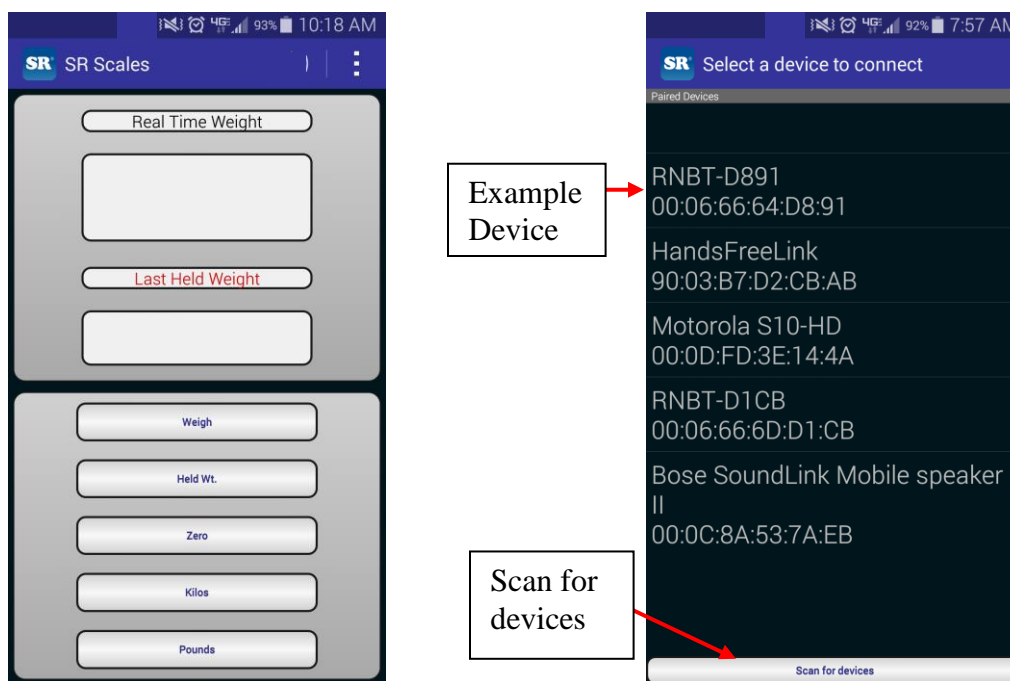 93% 10:18 AM
SR SR Scales
Real Time Weight
Last Held Weight
Weigh
Held Wt.
Zero
Kilos
Pounds
Example
Device
Scan for
devices
4G LTE 92% 7:57 AM
SR Select a device to connect
Paired Devices
RNBT-D891
00:06:66:64:D8:91
HandsFreeLink
90:03:B7:D2:CB:AB
Motorola S10-HD
00:0D:FD:3E:14:4A
RNBT-D1CB
00:06:66:6D:D1:CB
Bose SoundLink Mobile speaker
II
00:0C:8A:53:7A:EB
Scan for devices